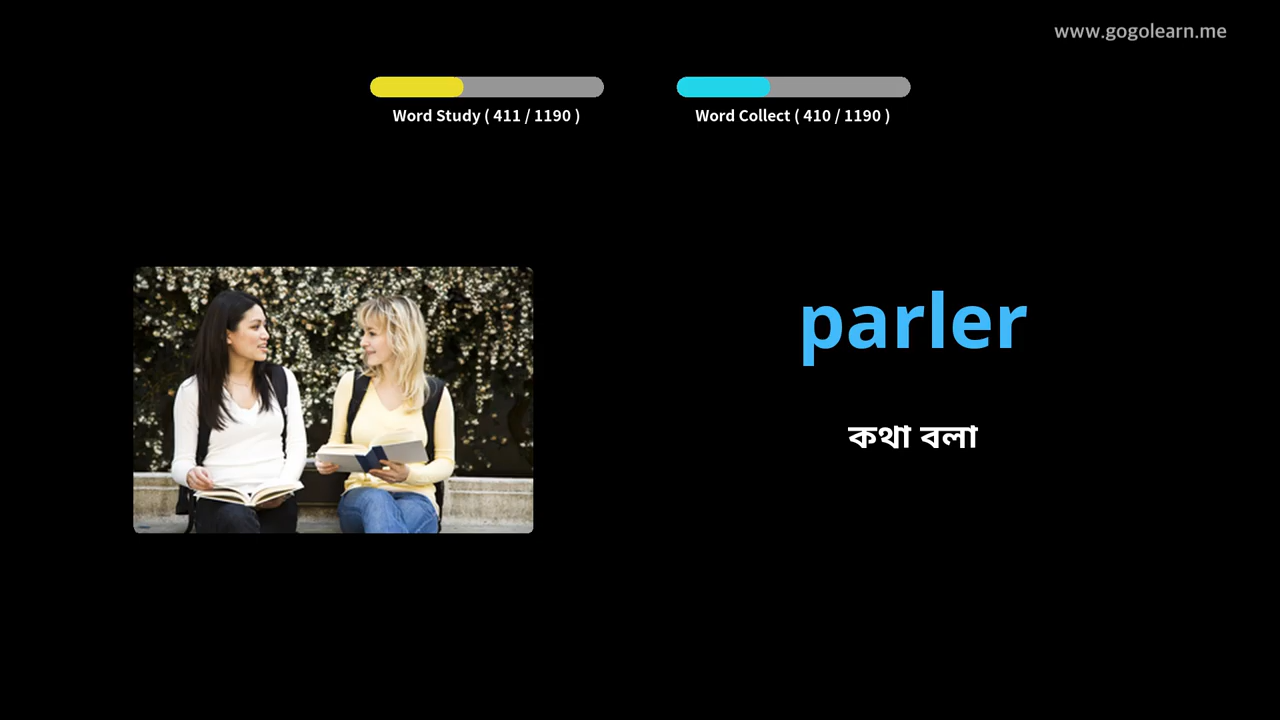 www.gogolearn.me
Word Study ( 411 / 1190 )
Word Collect ( 410 / 1190 )
parler
কথা বলা